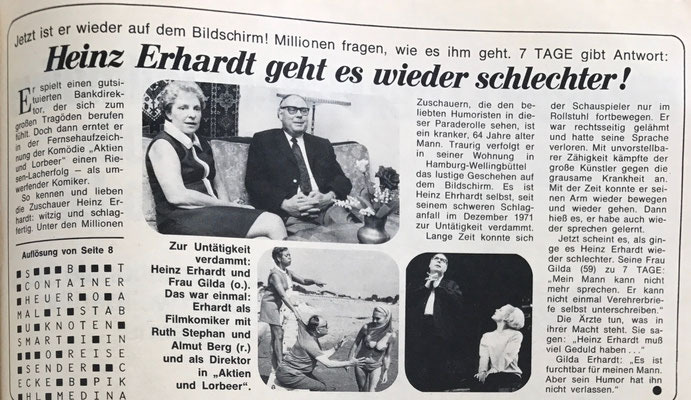 Jetzt ist er wieder auf dem Bildschirm! Millionen fragen, wie es ihm geht. 7 TAGE gibt Antwort:
Heinz Erhardt geht es wieder schlechter!
Er spielt einen gutsi-
tuierten Bankdirek-
tor, der sich zum
großen Tragöden berufen
fühlt. Doch dann erntet er
in der Fernsehaufzeich-
nung der Komödie „Aktien
und Lorbeer“ einen Rie-
sen-Lacherfolg – als um-
werfender Komiker.
So kennen und lieben
die Zuschauer Heinz Er-
hardt: witzig und schlag-
fertig. Unter den Millionen
Zuschauern, die den be-
liebten Humoristen in die-
ser Paraderolle sehen, ist
ein kranker, 64 Jahre alter
Mann. Traurig verfolgt er
in seiner Wohnung in
Hamburg-Wellingbüttel
das lustige Geschehen auf
dem Bildschirm. Es ist
Heinz Ehrhardt selbst, seit
seinem schweren Schlag-
anfall im Dezember 1971
zur Untätigkeit verdammt.
Lange Zeit konnte sich
der Schauspieler nur im
Rollstuhl fortbewegen. Er
war rechtsseitig gelähmt
und hatte seine Sprache
verloren. Mit unvorstellba-
rer Zähigkeit kämpfte der
große Künstler gegen die
grausame Krankheit an.
Mit der Zeit konnte er sei-
nen Arm wieder bewegen
und wieder gehen. Dann
hieß es, er habe auch wie-
der sprechen gelernt.
Jetzt scheint es, als gin-
ge es Heinz Erhardt wie-
der schlechter. Seine Frau
Gilda (59) zu 7 TAGE:
„Mein Mann kann nicht
mehr sprechen. Er kann
nicht einmal Verehrerbrie-
fe selbst unterschreiben.“
Die Ärzte tun, was in
ihrer Macht steht. Sie sa-
gen: „Heinz Erhardt muß
viel Geduld haben . . .“
Gilda Erhardt: „Es ist
furchtbar für meinen Mann.
Aber sein Humor hat ihn
nicht verlassen.“
Zur Untätigkeit
verdammt:
Heinz Erhardt und
Frau Gilda (o.).
Das war einmal:
Erhardt als
Filmkomiker mit
Ruth Stephan und
Almut Berg (r.)
und als Direktor
in „Aktien
und Lorbeer“.
a
Auflösung von Seite 8
S B T
CONTAINER
HEUER O A
MAL I STAB
U KNOTEN
SMART I IN
O REISE
SENDER C
ECKE B PIK
HL MEDINA